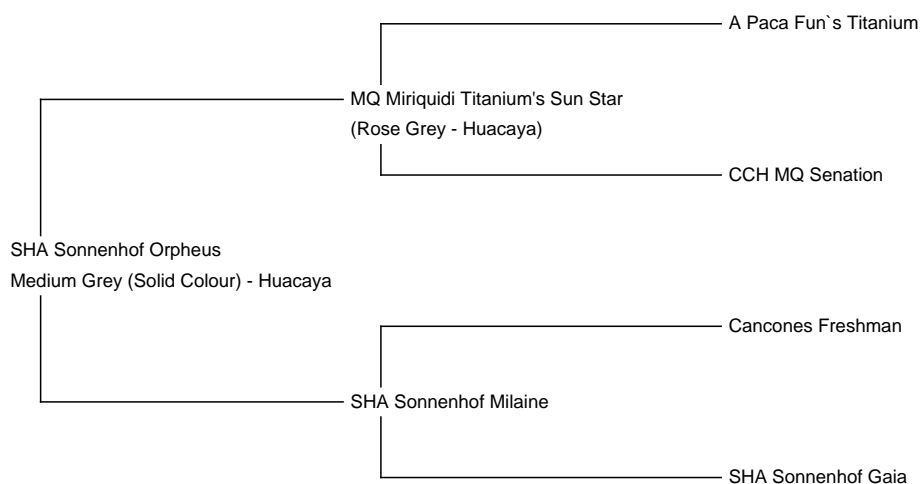 A Paca Fun`s Titanium
MQ Miriquidi Titanium's Sun Star
(Rose Grey - Huacaya)
CCH MQ Senation
SHA Sonnenhof Orpheus
Medium Grey (Solid Colour) - Huacaya
Cancones Freshman
SHA Sonnenhof Milaine
SHA Sonnenhof Gaia